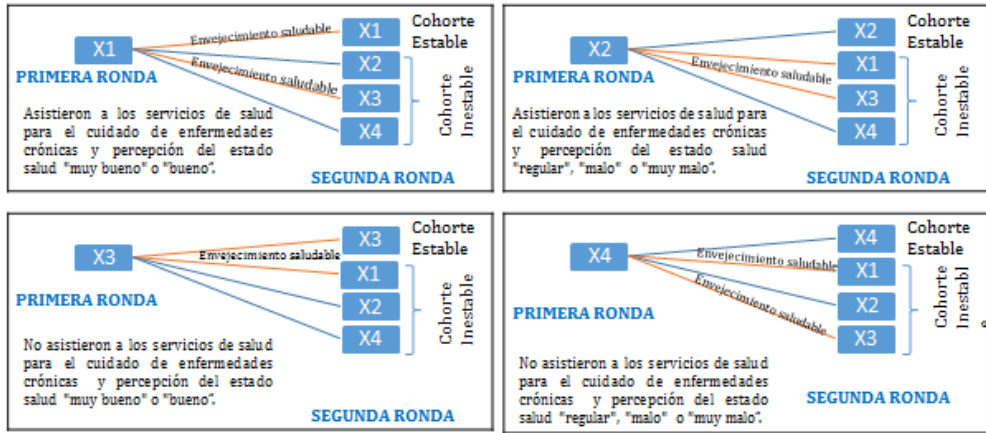 X1
Envejecimiento saludable
Envejecimiento saludable
X1
X2
X3
X4
Cohorte
Estable
Cohorte
Inestable
PRIMERA RONDA
Asistieron a los servicios de salud
para el cuidado de enfermedades
crónicas y percepción del estado
salud "muy bueno" o "bueno".
SEGUNDA RONDA
X2
Envejecimiento saludable
X2
X1
X3
X4
Cohorte
Estable
Cohorte
Inestable
PRIMERA RONDA
Asistieron a los servicios de salud para
el cuidado de enfermedades crónicas
y percepción del estado salud
"regular", "malo" o "muy malo".
SEGUNDA RONDA
X3
Envejecimiento saludable
X3
X1
X2
X4
Cohorte
Estable
Cohorte
Inestable
PRIMERA RONDA
No asistieron a los servicios de salud
para el cuidado de enfermedades
crónicas y percepción del estado
salud "muy bueno" o "bueno".
SEGUNDA RONDA
X4
Envejecimiento saludable
Envejecimiento saludable
X4
X1
X2
X3
Cohorte
Estable
Cohorte
Inestabl
e
PRIMERA RONDA
No asistieron a los servicios de salud
para el cuidado de enfermedades
crónicas y percepción del estado
salud "regular", "malo" o "muy malo".
SEGUNDA RONDA